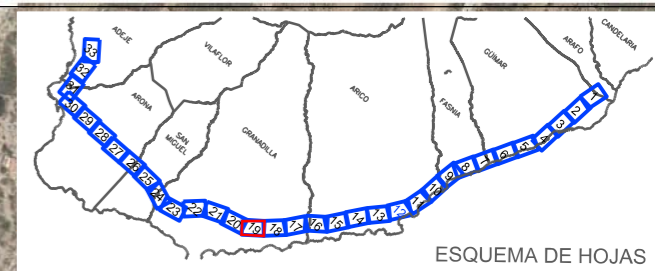 ADEJE
VILAFLOR
ARONA
SAN
MIGUEL
GRANADILLA
ARICO
FASNIA
GÜIMAR
ARAFO
CANDELARIA
33
32
31
30
29
28
27
26
25
24
23
22
21
20
19
18
17
16
15
14
13
12
11
10
9
8
7
6
5
4
3
2
1
ESQUEMA DE HOJAS